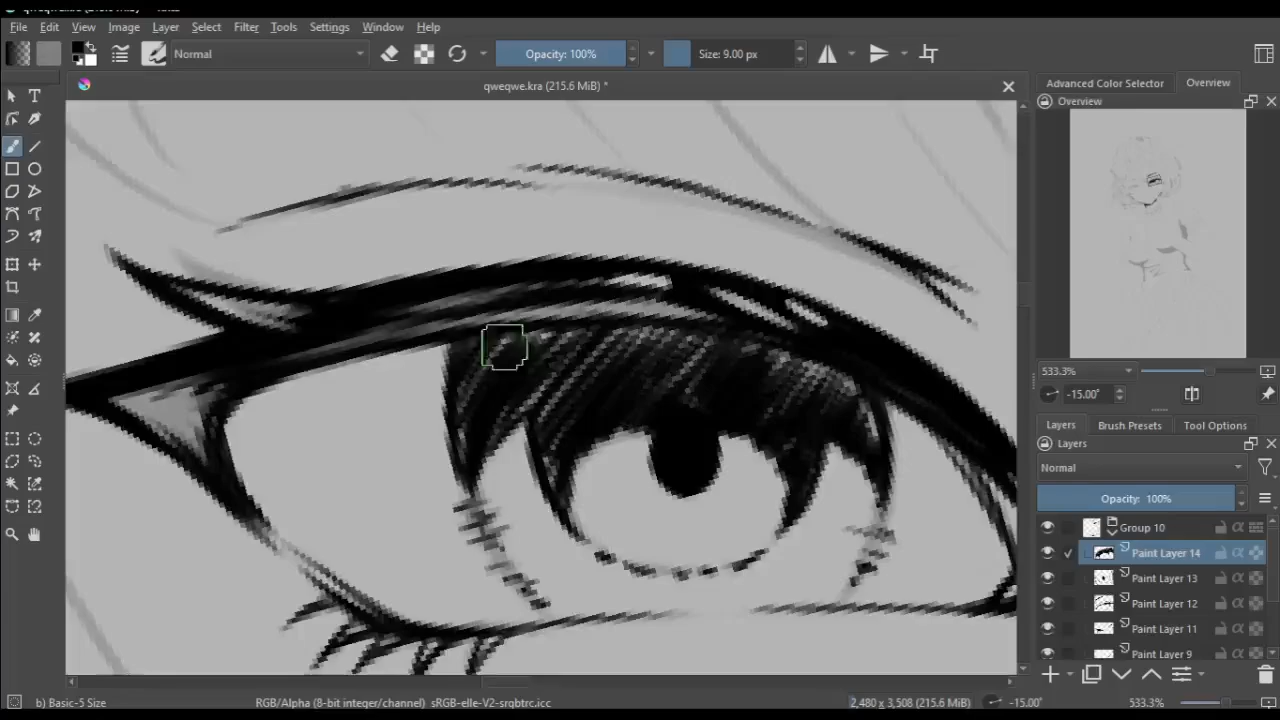 File Edit View Image Layer Select Filter Tools Settings Window Help
Normal Opacity: 100% Size: 9.00 px
qweqwe.kra (215.6 MiB) *
Advanced Color Selector Overview
Overview
533.3%
-15.00°
Layers Brush Presets Tool Options
Layers
Normal
Opacity: 100%
Group 10
Paint Layer 14
Paint Layer 13
Paint Layer 12
Paint Layer 11
Paint Layer 9
b) Basic-5 Size RGB/Alpha (8-bit integer/channel) sRGB-elle-V2-srqbtrc.icc 2,480 x 3,508 (215.6 MiB) -15.00° 533.3%